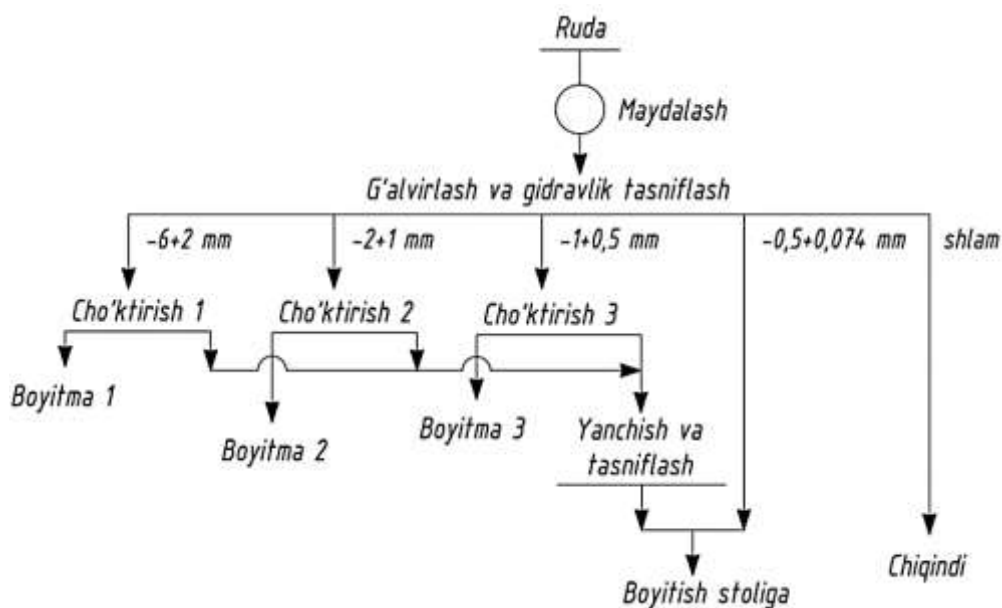 Ruda
Maydalash
G'alvirlash va gidravlik tasniflash
-6+2 mm
-2+1 mm
-1+0,5 mm
-0,5+0,074 mm
shlam
Cho'ktirish 1
Cho'ktirish 2
Cho'ktirish 3
Boyitma 1
Boyitma 2
Boyitma 3
Yanchish va
tasniflash
Chiqindi
Boyitish stoliga